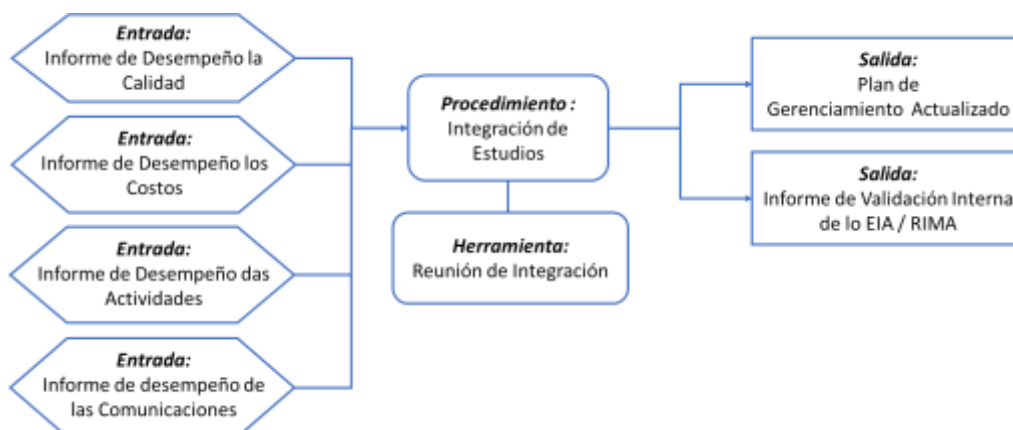 Entrada:
Informe de Desempeño la
Calidad
Entrada:
Informe de Desempeño los
Costos
Entrada:
Informe de Desempeño das
Actividades
Entrada:
Informe de desempeño de
las Comunicaciones
Procedimiento :
Integración de
Estudios
Herramienta:
Reunión de Integración
Salida:
Plan de
Gerenciamiento Actualizado
Salida:
Informe de Validación Interna
de lo EIA / RIMA